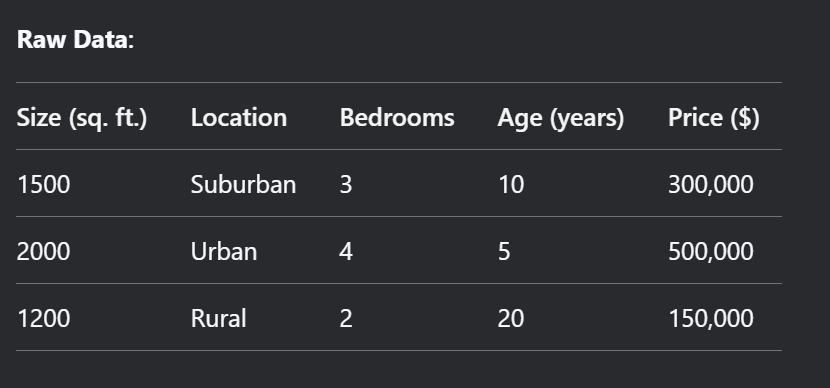 Raw Data:
Size (sq. ft.) Location Bedrooms Age (years) Price ($)
1500 Suburban 3 10 300,000
2000 Urban 4 5 500,000
1200 Rural 2 20 150,000